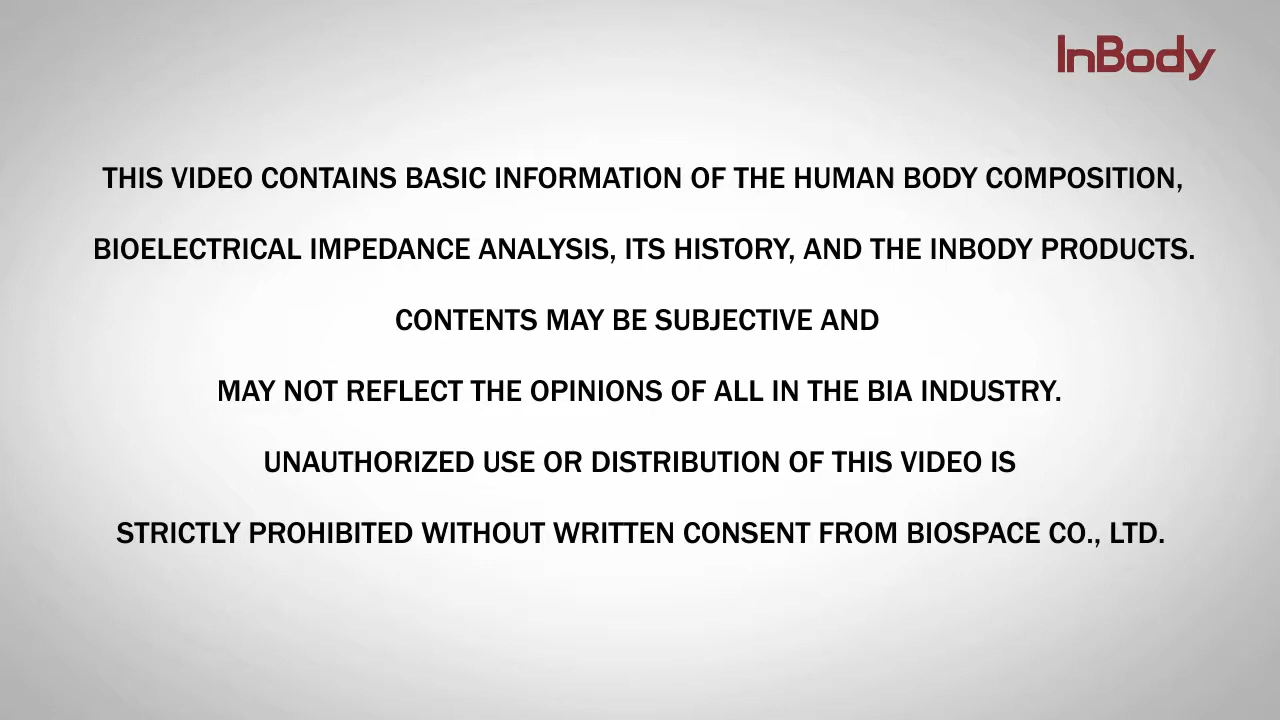 InBody
THIS VIDEO CONTAINS BASIC INFORMATION OF THE HUMAN BODY COMPOSITION,
BIOELECTRICAL IMPEDANCE ANALYSIS, ITS HISTORY, AND THE INBODY PRODUCTS.
CONTENTS MAY BE SUBJECTIVE AND
MAY NOT REFLECT THE OPINIONS OF ALL IN THE BIA INDUSTRY.
UNAUTHORIZED USE OR DISTRIBUTION OF THIS VIDEO IS
STRICTLY PROHIBITED WITHOUT WRITTEN CONSENT FROM BIOSPACE CO., LTD.